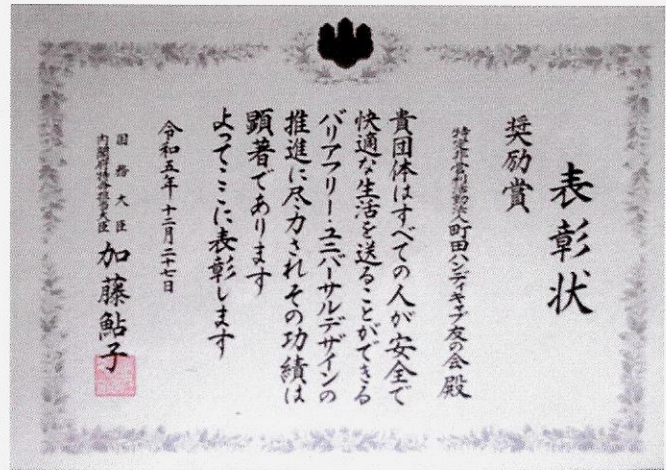 表彰状
奨励賞
特定非営利活動法人町田ハンディキャブ友の会殿
貴団体はすべての人が安全で
快適な生活を送ることができる
バリアフリー・ユニバーサルデザインの
推進に尽力されその功績は
顕著であります
よってここに表彰します
令和五年十二月二十七日
国務大臣
内閣府特命担当大臣
加藤鮎子